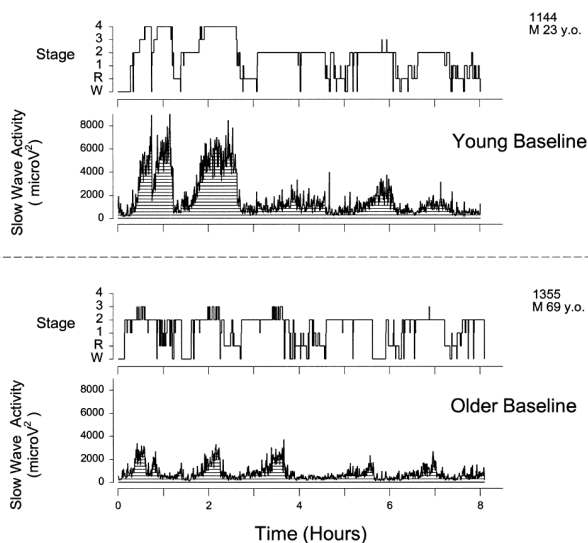 1144
M 23 y.o.
Stage
4
3
2
1
R
W
Slow Wave Activity
( microV²)
8000
6000
4000
2000
0
Young Baseline
1355
M 69 y.o.
Stage
4
3
2
1
R
W
Slow Wave Activity
(microV²)
8000
6000
4000
2000
0
Older Baseline
0 2 4 6 8
Time (Hours)